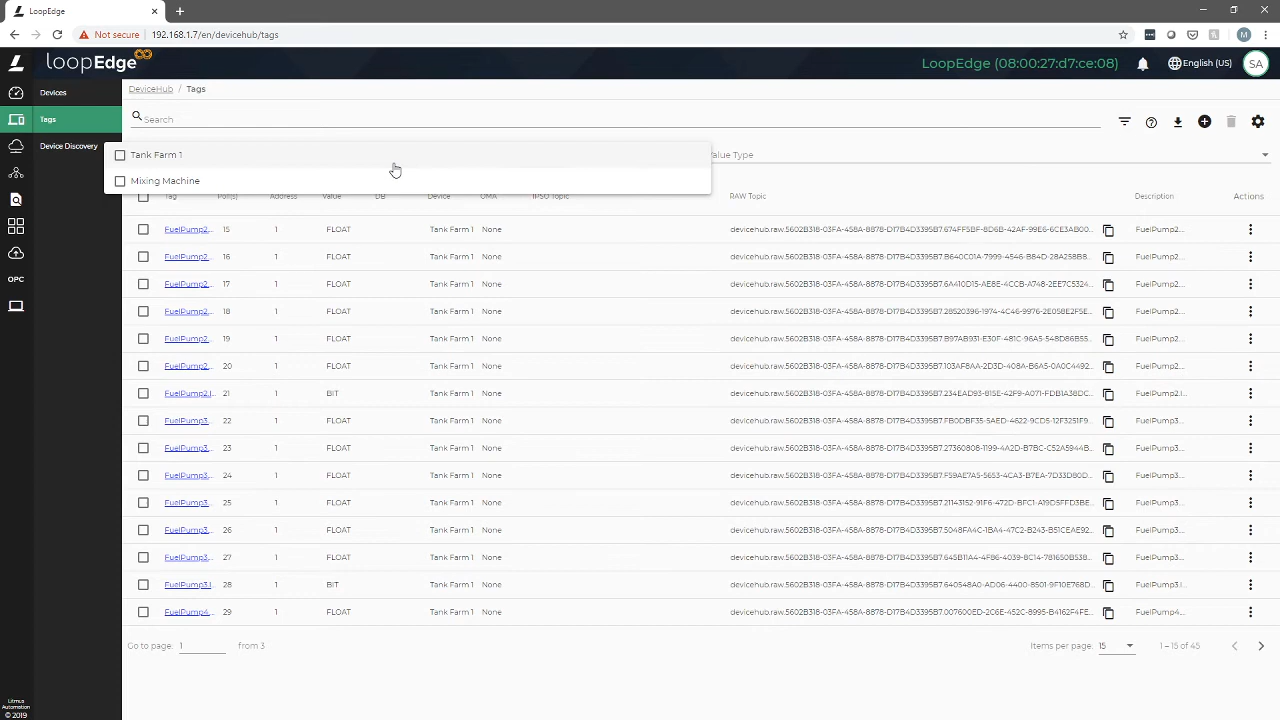 LoopEdge
Not secure 192.168.1.7/en/devicehub/tags
M
loopEdge
LoopEdge (08:00:27:d7:ce:08)
English (US)
SA
Devices
Tags
Device Discovery
OPC
Litmus
Automation
© 2019
DeviceHub / Tags
Search
Tank Farm 1
Mixing Machine
Value Type
Tag Poll(s) Address Value DB Device OMA IPSO Topic RAW Topic Description Actions
FuelPump2... 15 1 FLOAT Tank Farm 1 None devicehub.raw.5602B318-03FA-458A-8878-D17B4D3395B7.674FF5BF-8D6B-42AF-99E6-6CE3AB00... FuelPump2....
FuelPump2... 16 1 FLOAT Tank Farm 1 None devicehub.raw.5602B318-03FA-458A-8878-D17B4D3395B7.B640C01A-7999-4546-B84D-28A258B8... FuelPump2....
FuelPump2... 17 1 FLOAT Tank Farm 1 None devicehub.raw.5602B318-03FA-458A-8878-D17B4D3395B7.6A410D15-AE8E-4CCB-A748-2EE7C5324... FuelPump2....
FuelPump2... 18 1 FLOAT Tank Farm 1 None devicehub.raw.5602B318-03FA-458A-8878-D17B4D3395B7.28520396-1974-4C46-9976-2E058E2F5E... FuelPump2....
FuelPump2... 19 1 FLOAT Tank Farm 1 None devicehub.raw.5602B318-03FA-458A-8878-D17B4D3395B7.B97AB931-E30F-481C-96A5-548D86B55... FuelPump2....
FuelPump2... 20 1 FLOAT Tank Farm 1 None devicehub.raw.5602B318-03FA-458A-8878-D17B4D3395B7.103AF8AA-2D3D-408A-B6A5-0A0C4492... FuelPump2....
FuelPump2.I... 21 1 BIT Tank Farm 1 None devicehub.raw.5602B318-03FA-458A-8878-D17B4D3395B7.234EAD93-815E-42F9-A071-FDB1A38DC... FuelPump2.I...
FuelPump3... 22 1 FLOAT Tank Farm 1 None devicehub.raw.5602B318-03FA-458A-8878-D17B4D3395B7.FB0DBF35-5AED-4622-9CD5-12F3251F9... FuelPump3....
FuelPump3... 23 1 FLOAT Tank Farm 1 None devicehub.raw.5602B318-03FA-458A-8878-D17B4D3395B7.27360808-1199-4A2D-B7BC-C52A5944B... FuelPump3....
FuelPump3... 24 1 FLOAT Tank Farm 1 None devicehub.raw.5602B318-03FA-458A-8878-D17B4D3395B7.F59AE7A5-5653-4CA3-B7EA-7D33D80D... FuelPump3....
FuelPump3... 25 1 FLOAT Tank Farm 1 None devicehub.raw.5602B318-03FA-458A-8878-D17B4D3395B7.21143152-91F6-472D-BFC1-A19D5FFD3BE... FuelPump3....
FuelPump3... 26 1 FLOAT Tank Farm 1 None devicehub.raw.5602B318-03FA-458A-8878-D17B4D3395B7.5048FA4C-1BA4-47C2-B243-B51CEAE92... FuelPump3....
FuelPump3... 27 1 FLOAT Tank Farm 1 None devicehub.raw.5602B318-03FA-458A-8878-D17B4D3395B7.645B11A4-4F86-4039-8C14-781650B53B... FuelPump3....
FuelPump3.I 28 1 BIT Tank Farm 1 None devicehub.raw.5602B318-03FA-458A-8878-D17B4D3395B7.640548A0-AD06-4400-8501-9F10E768D... FuelPump3.I...
FuelPump4... 29 1 FLOAT Tank Farm 1 None devicehub.raw.5602B318-03FA-458A-8878-D17B4D3395B7.007600ED-2C6E-452C-8995-B4162F4FE... FuelPump4....
Go to page: 1 from 3 Items per page: 15 1 – 15 of 45